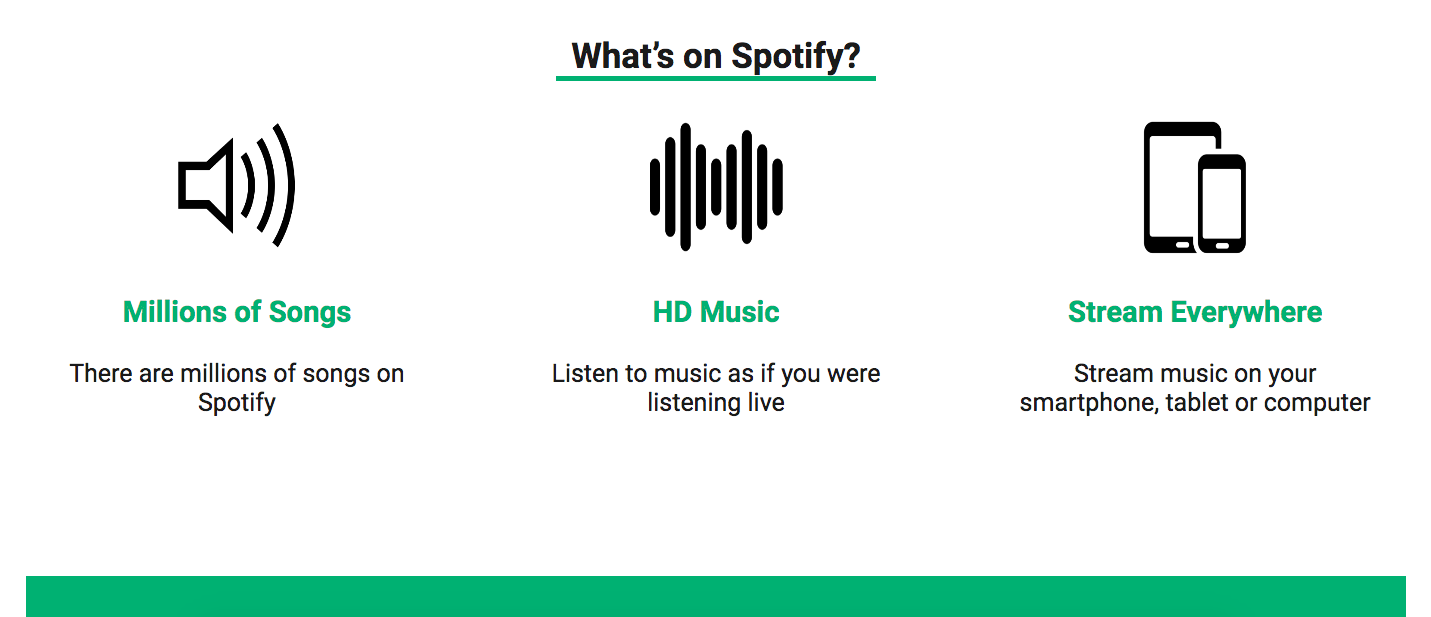 What’s on Spotify?
Millions of Songs
There are millions of songs on
Spotify
HD Music
Listen to music as if you were
listening live
Stream Everywhere
Stream music on your
smartphone, tablet or computer